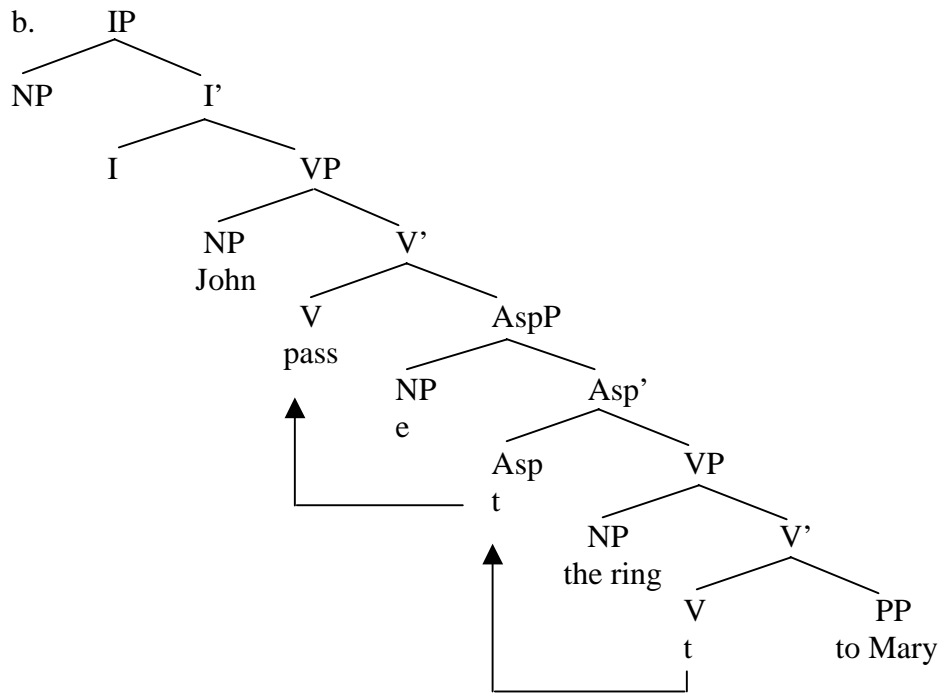 b. IP
NP I’
I VP
NP V’
John
V AspP
pass
NP Asp’
e
Asp VP
t
NP V’
the ring
V PP
t to Mary